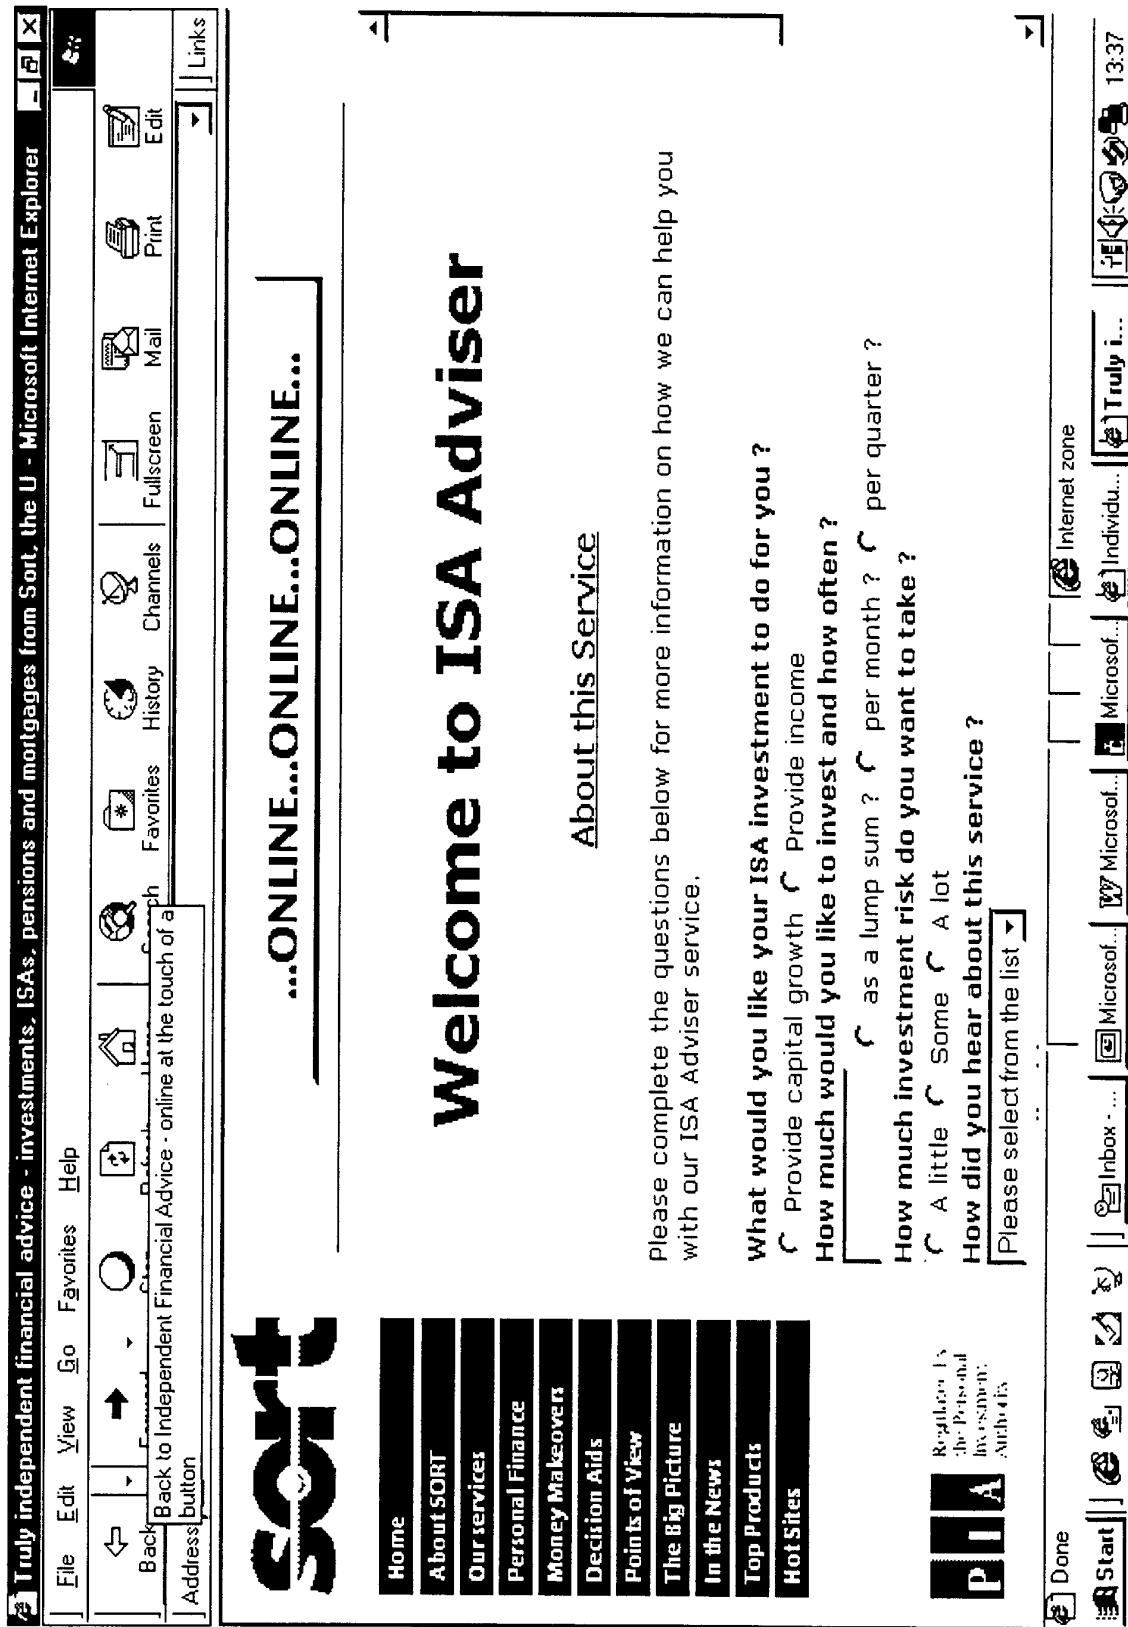 Truly independent financial advice - investments, ISAs, pensions and mortgages from Sort, the U - Microsoft Internet Explorer
File Edit View Go Favorites Help
Back Favorites History Channels Fullscreen Mail Print Edit
Back to Independent Financial Advice - online at the touch of a
button
Address Links
sort
...ONLINE...ONLINE...ONLINE...
Home
About SORT
Our services
Personal Finance
Money Makeovers
Decision Aids
Points of View
The Big Picture
In the News
Top Products
Hot Sites
PIA
Regulated by
the Personal
Investment
Authority
Welcome to ISA Adviser
About this Service
Please complete the questions below for more information on how we can help you
with our ISA Adviser service.
What would you like your ISA investment to do for you ?
Provide capital growth Provide income
How much would you like to invest and how often ?
as a lump sum ? per month ? per quarter ?
How much investment risk do you want to take ?
A little Some A lot
How did you hear about this service ?
Please select from the list
Done Internet zone
Start Inbox - ... Microsof... Microsof... Microsof... Individu... Truly i... 13:37